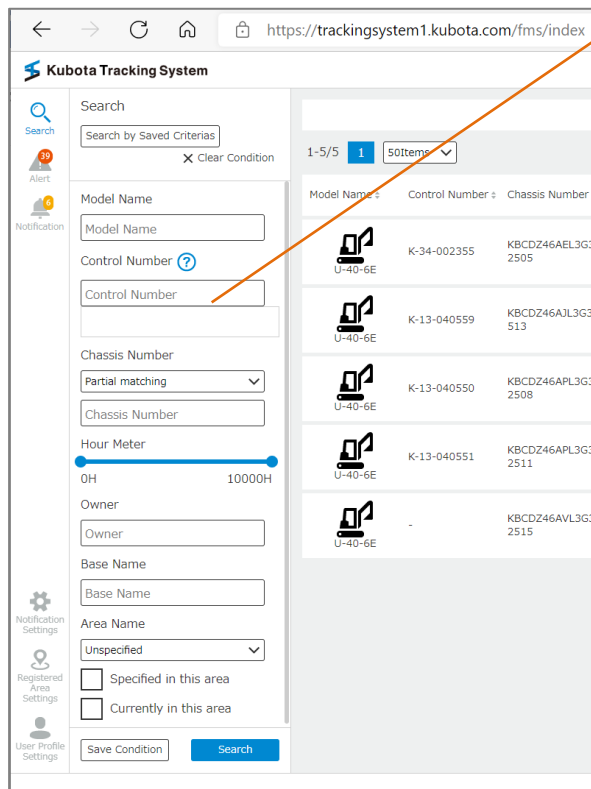 https://trackingsystem1.kubota.com/fms/index
Kubota Tracking System
Search
39
Alert
6
Notification
Notification
Settings
Registered
Area
Settings
User Profile
Settings
Search
Search by Saved Criterias
Clear Condition
Model Name
Model Name
Control Number ?
Control Number
Chassis Number
Partial matching
Chassis Number
Hour Meter
0H 10000H
Owner
Owner
Base Name
Base Name
Area Name
Unspecified
Specified in this area
Currently in this area
Save Condition Search
1-5/5 1 50Items
Model Name Control Number Chassis Number
U-40-6E K-34-002355 KBCDZ46AEL3G3
2505
U-40-6E K-13-040559 KBCDZ46AJL3G3
513
U-40-6E K-13-040550 KBCDZ46APL3G3
2508
U-40-6E K-13-040551 KBCDZ46APL3G3
2511
U-40-6E - KBCDZ46AVL3G3
2515